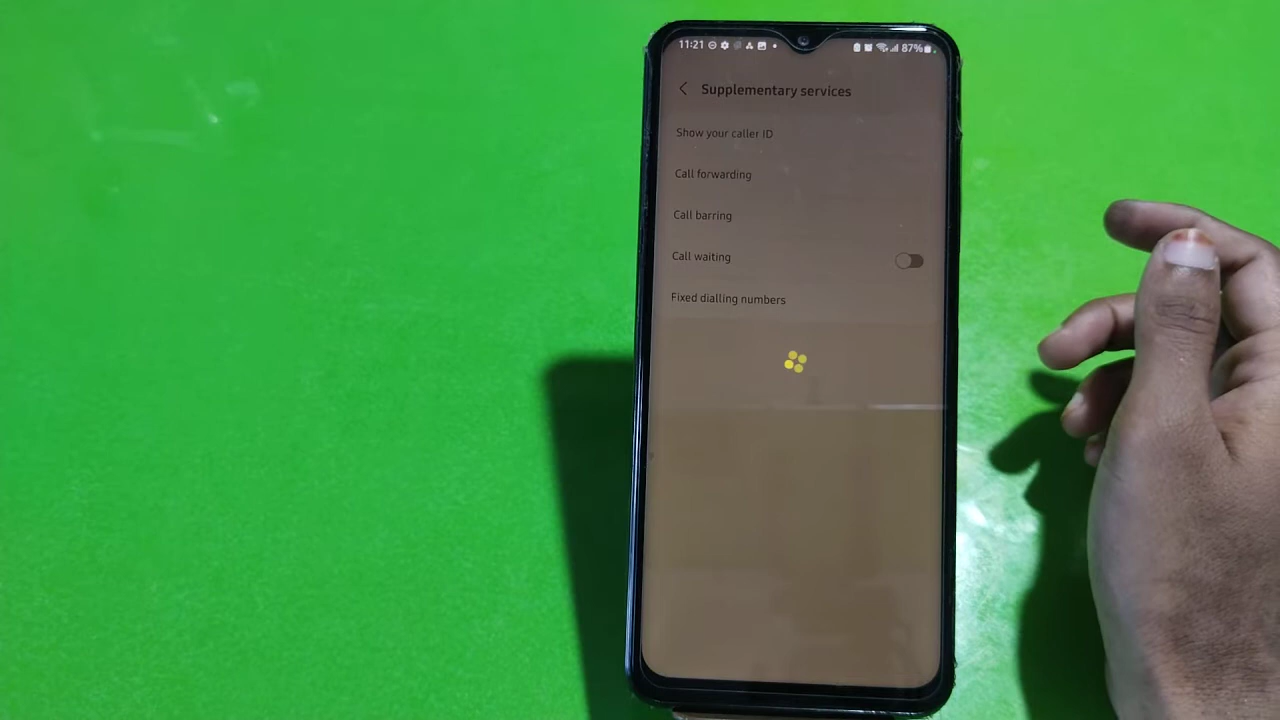 11:21
87%
Supplementary services
Show your caller ID
Call forwarding
Call barring
Call waiting
Fixed dialling numbers